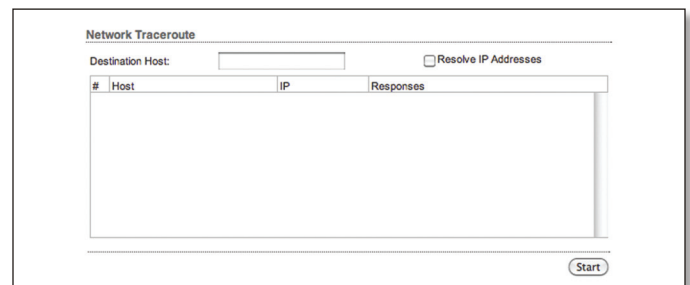 Network Traceroute
Destination Host: Resolve IP Addresses
# Host IP Responses
Start